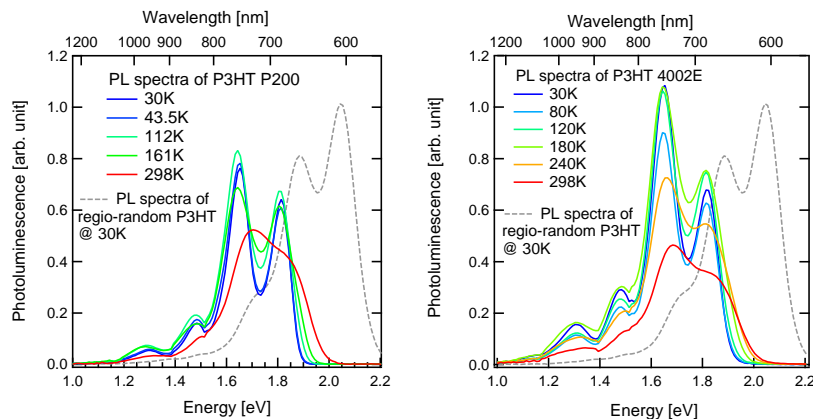 Wavelength [nm]
1200 1000 900 800 700 600
Photoluminescence [arb. unit]
1.2
1.0
0.8
0.6
0.4
0.2
0.0
PL spectra of P3HT P200
30K
43.5K
112K
161K
298K
PL spectra of
regio-random P3HT
@ 30K
1.0 1.2 1.4 1.6 1.8 2.0 2.2
Energy [eV]
Wavelength [nm]
1200 1000 900 800 700 600
Photoluminescence [arb. unit]
1.2
1.0
0.8
0.6
0.4
0.2
0.0
PL spectra of P3HT 4002E
30K
80K
120K
180K
240K
298K
PL spectra of
regio-random P3HT
@ 30K
1.0 1.2 1.4 1.6 1.8 2.0 2.2
Energy [eV]